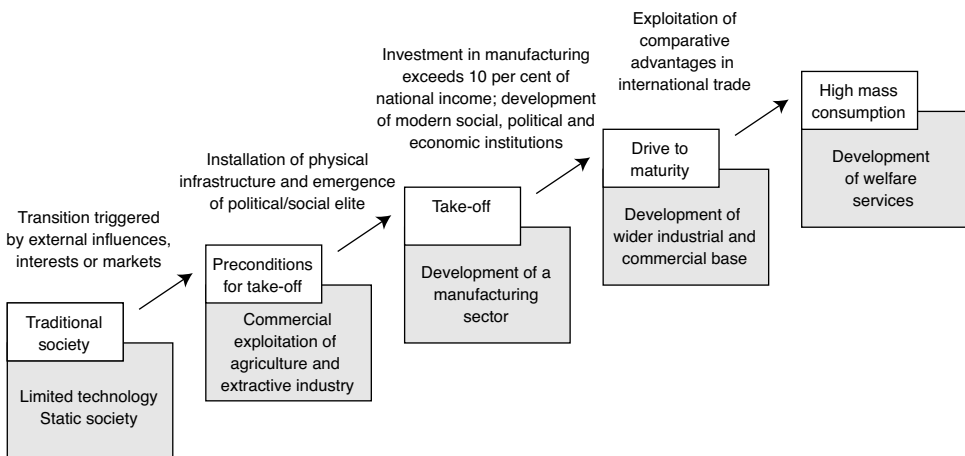 Transition triggered
by external influences,
interests or markets
Traditional
society
Limited technology
Static society
Installation of physical
infrastructure and emergence
of political/social elite
Preconditions
for take-off
Commercial
exploitation of
agriculture and
extractive industry
Investment in manufacturing
exceeds 10 per cent of
national income; development
of modern social, political and
economic institutions
Take-off
Development of a
manufacturing
sector
Exploitation of
comparative
advantages in
international trade
Drive to
maturity
Development of
wider industrial and
commercial base
High mass
consumption
Development
of welfare
services